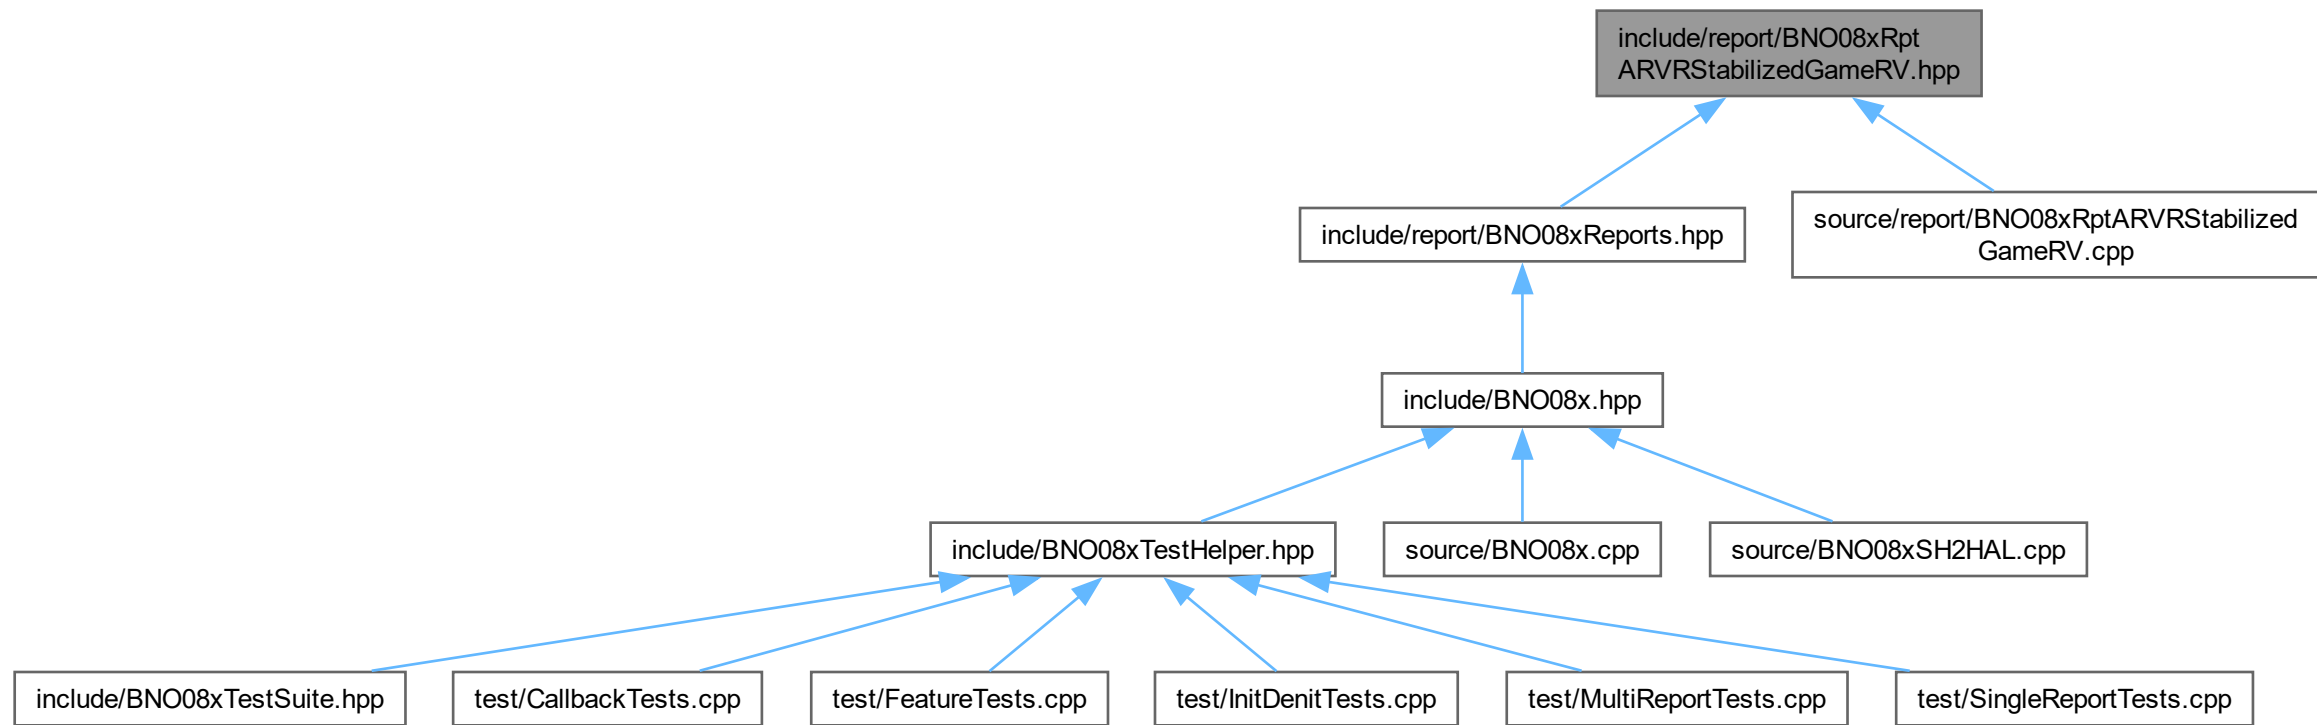 include/report/BNO08xRpt
ARVRStabilizedGameRV.hpp
include/report/BNO08xReports.hpp
source/report/BNO08xRptARVRStabilized
GameRV.cpp
include/BNO08x.hpp
include/BNO08xTestHelper.hpp
source/BNO08x.cpp
source/BNO08xSH2HAL.cpp
include/BNO08xTestSuite.hpp
test/CallbackTests.cpp
test/FeatureTests.cpp
test/InitDenitTests.cpp
test/MultiReportTests.cpp
test/SingleReportTests.cpp